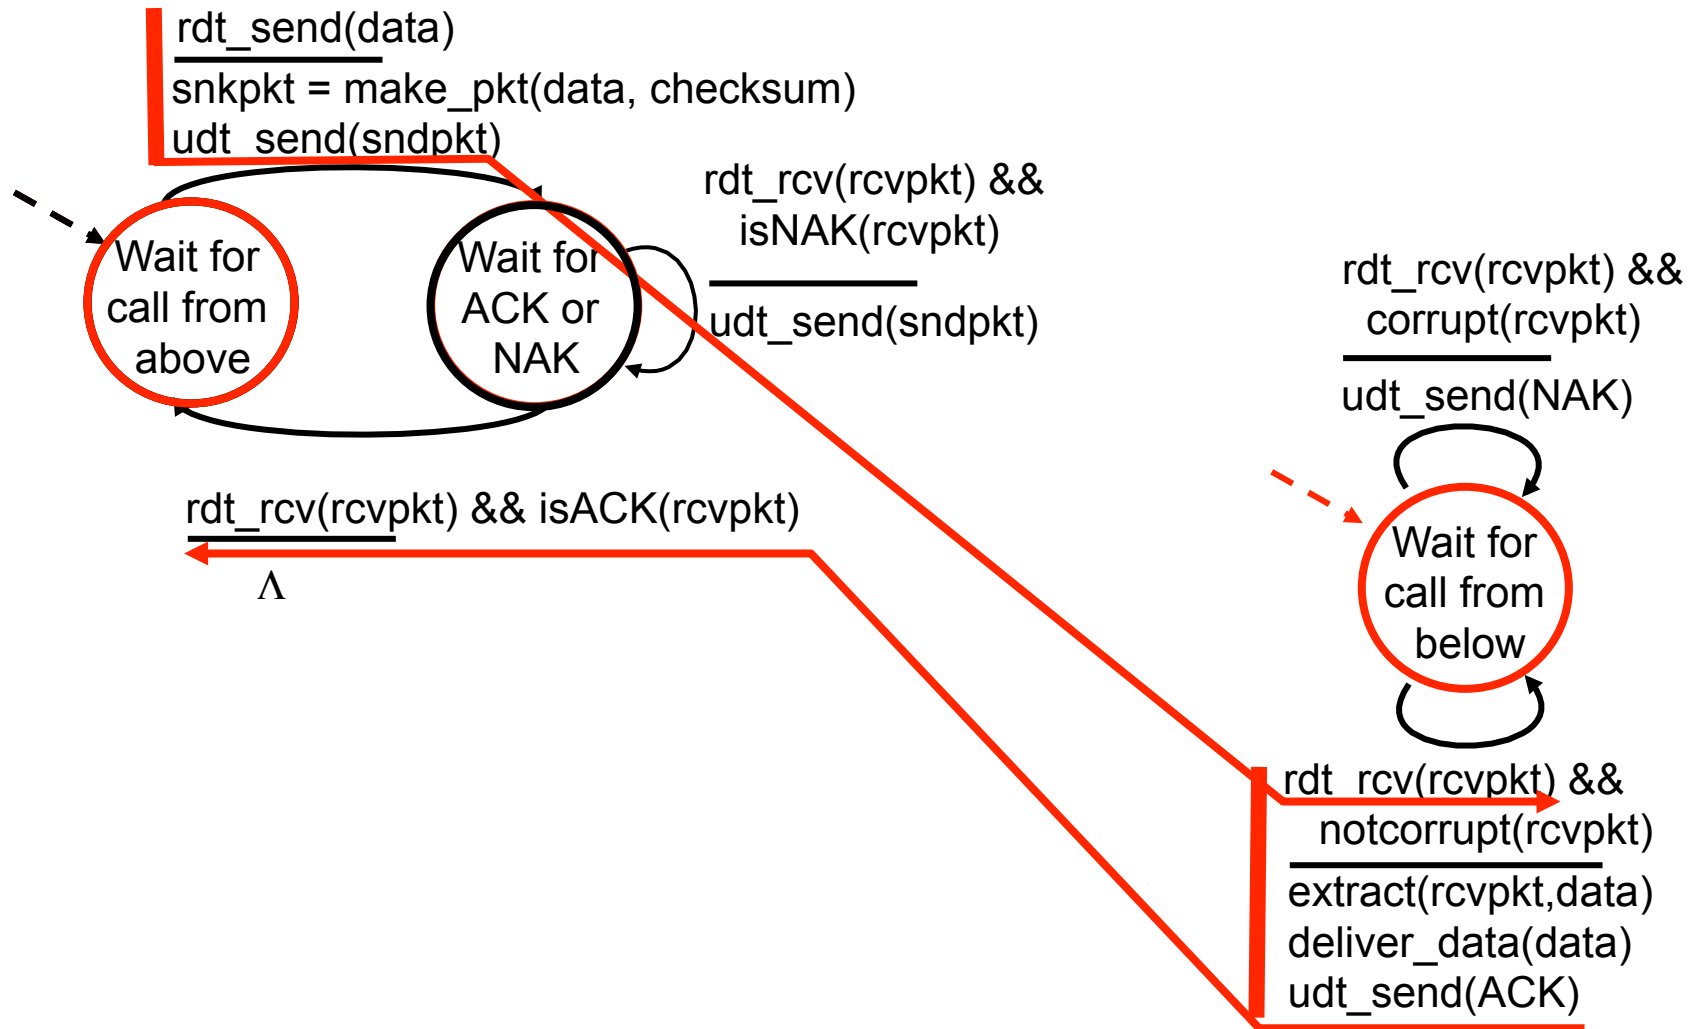 rdt_send(data)
snkpkt = make_pkt(data, checksum)
udt_send(sndpkt)
rdt_rcv(rcvpkt) &&
isNAK(rcvpkt)
udt_send(sndpkt)
Wait for
call from
above
Wait for
ACK or
NAK
rdt_rcv(rcvpkt) && isACK(rcvpkt)
Λ
rdt_rcv(rcvpkt) &&
corrupt(rcvpkt)
udt_send(NAK)
Wait for
call from
below
rdt_rcv(rcvpkt) &&
notcorrupt(rcvpkt)
extract(rcvpkt,data)
deliver_data(data)
udt_send(ACK)